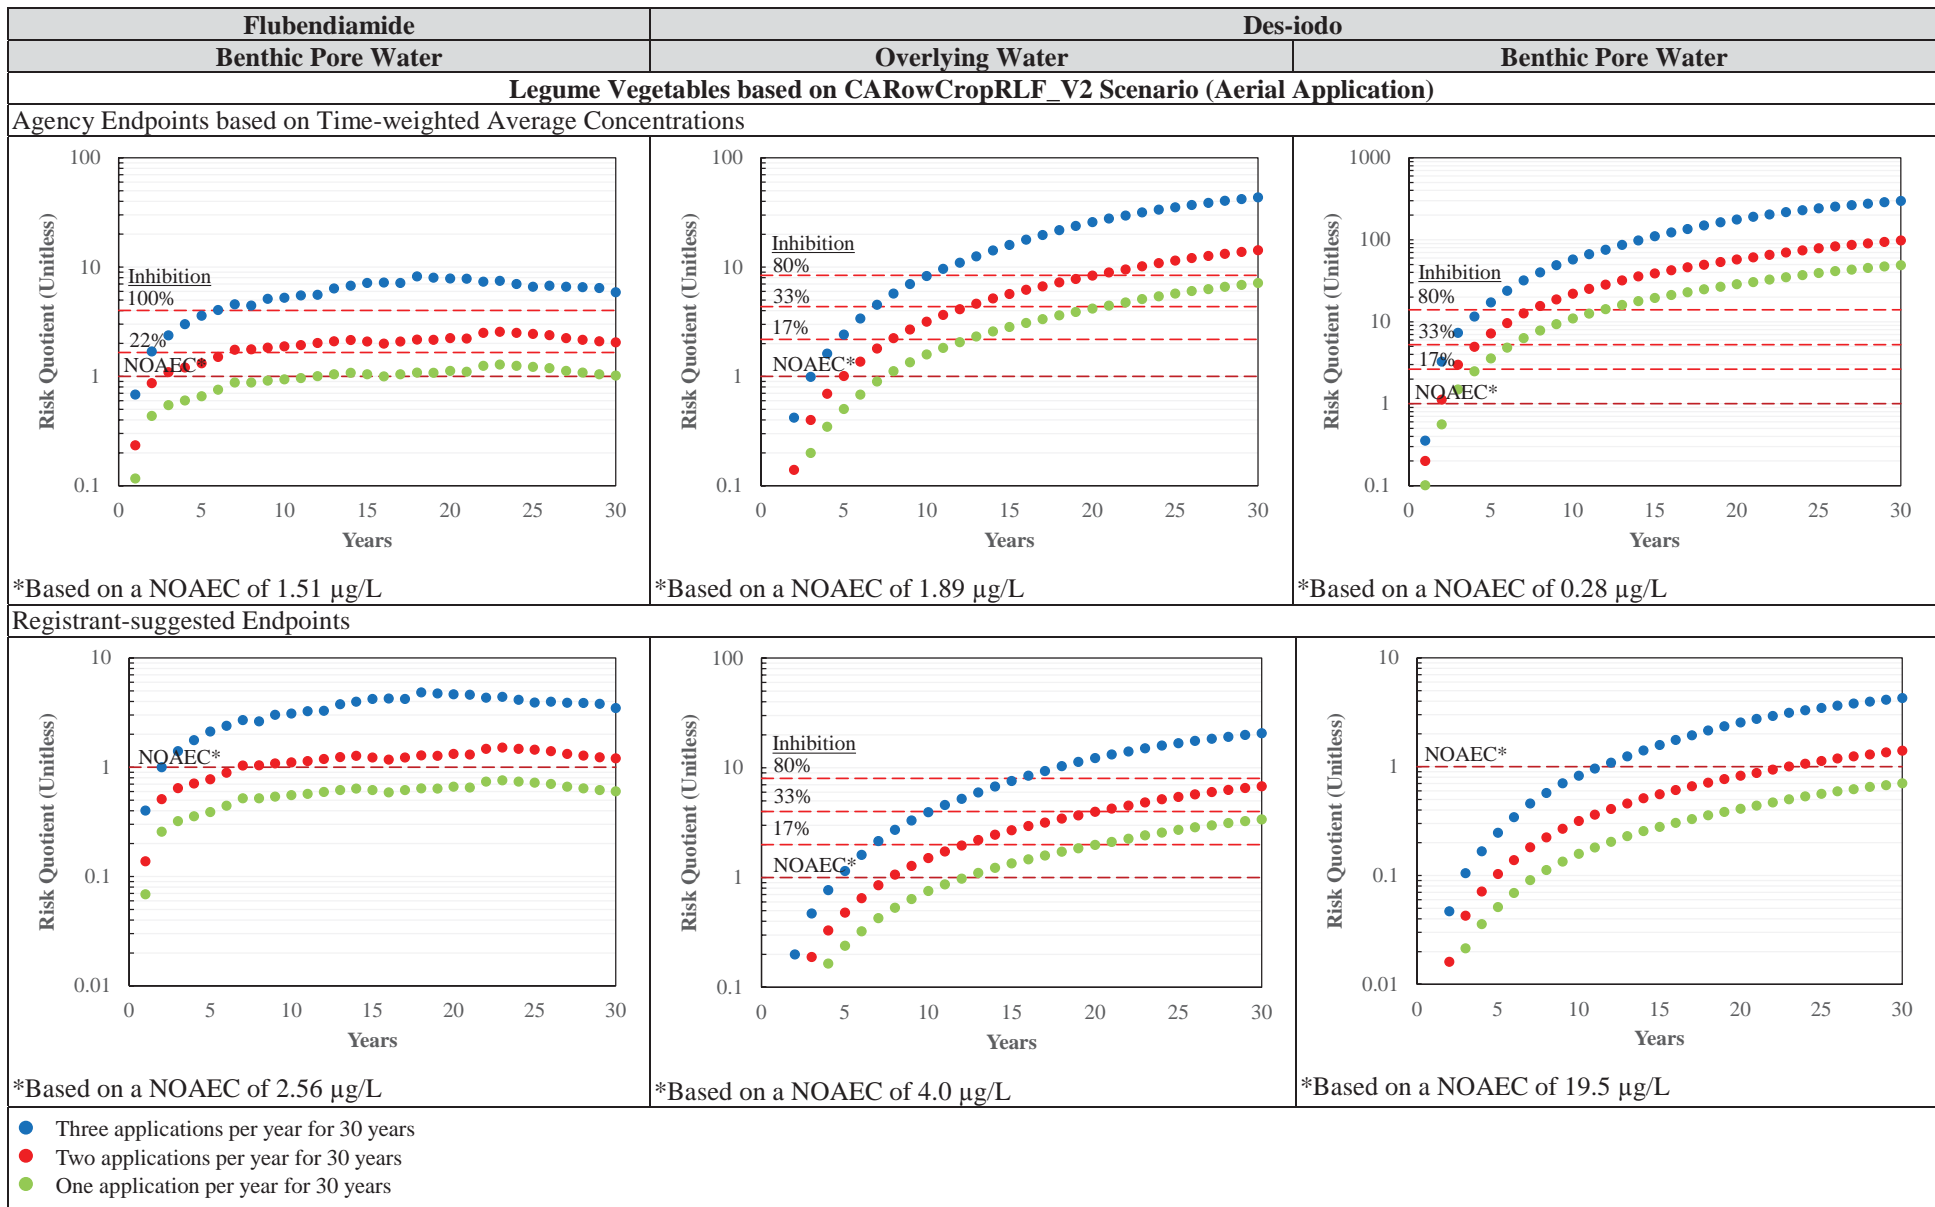 Flubendiamide
Des-iodo
Benthic Pore Water
Overlying Water
Benthic Pore Water
Legume Vegetables based on CARowCropRLF_V2 Scenario (Aerial Application)
Agency Endpoints based on Time-weighted Average Concentrations
Risk Quotient (Unitless)
100
10
1
0.1
Inhibition
100%
22%
NOAEC*
0 5 10 15 20 25 30
Years
*Based on a NOAEC of 1.51 µg/L
Risk Quotient (Unitless)
100
10
1
0.1
Inhibition
80%
33%
17%
NOAEC*
0 5 10 15 20 25 30
Years
*Based on a NOAEC of 1.89 µg/L
Risk Quotient (Unitless)
1000
100
10
1
0.1
Inhibition
80%
33%
17%
NOAEC*
0 5 10 15 20 25 30
Years
*Based on a NOAEC of 0.28 µg/L
Registrant-suggested Endpoints
Risk Quotient (Unitless)
10
1
0.1
0.01
NOAEC*
0 5 10 15 20 25 30
Years
*Based on a NOAEC of 2.56 µg/L
Risk Quotient (Unitless)
100
10
1
0.1
Inhibition
80%
33%
17%
NOAEC*
0 5 10 15 20 25 30
Years
*Based on a NOAEC of 4.0 µg/L
Risk Quotient (Unitless)
10
1
0.1
0.01
NOAEC*
0 5 10 15 20 25 30
Years
*Based on a NOAEC of 19.5 µg/L
Three applications per year for 30 years
Two applications per year for 30 years
One application per year for 30 years